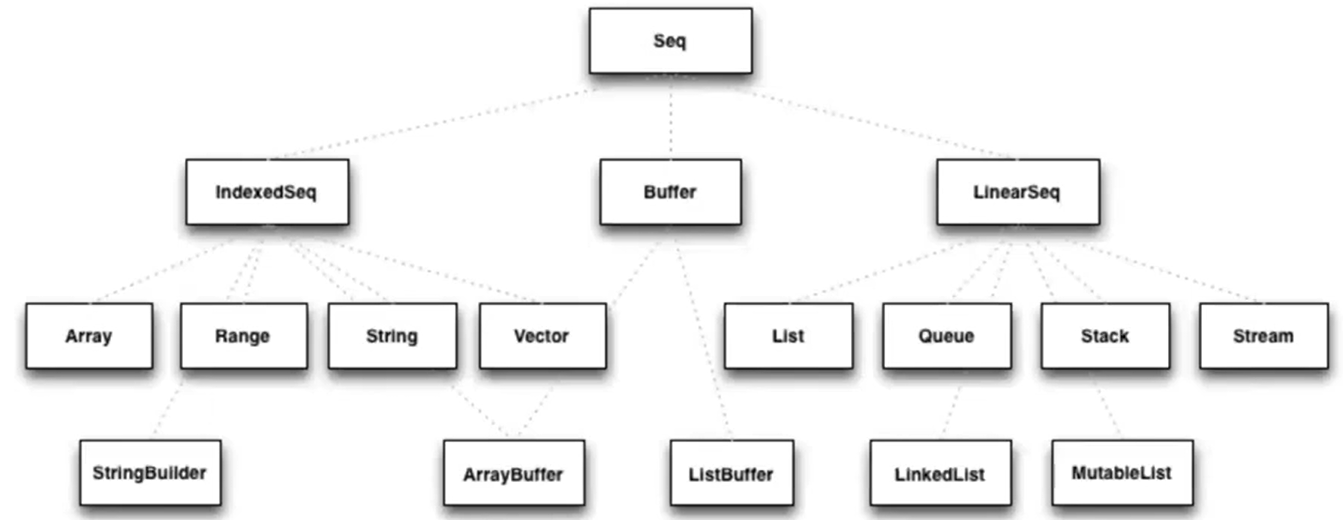 Seq
IndexedSeq
Buffer
LinearSeq
Array
Range
String
Vector
List
Queue
Stack
Stream
StringBuilder
ArrayBuffer
ListBuffer
LinkedList
MutableList